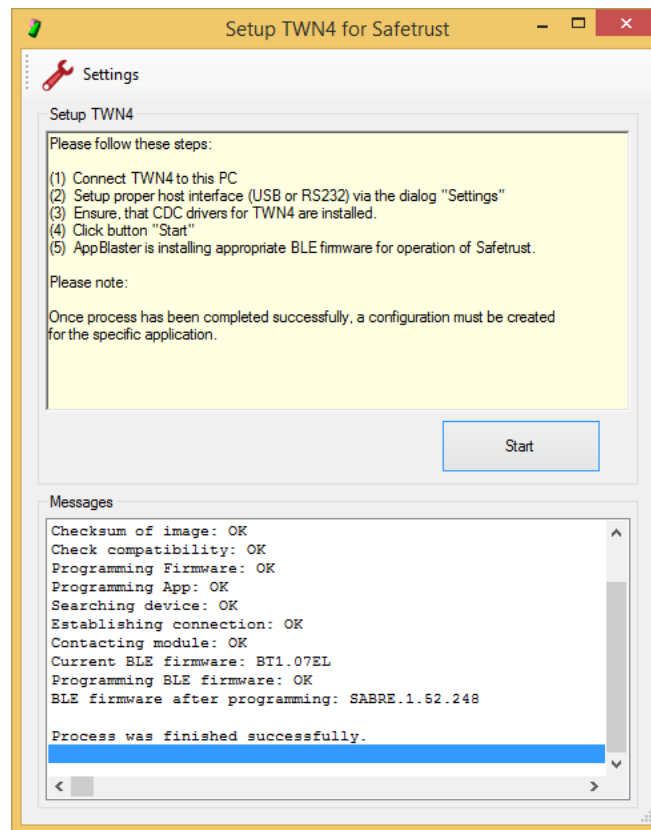 Setup TWN4 for Safetrust
Settings
Setup TWN4
Please follow these steps:
(1) Connect TWN4 to this PC
(2) Setup proper host interface (USB or RS232) via the dialog "Settings"
(3) Ensure, that CDC drivers for TWN4 are installed.
(4) Click button "Start"
(5) AppBlaster is installing appropriate BLE firmware for operation of Safetrust.
Please note:
Once process has been completed successfully, a configuration must be created
for the specific application.
Start
Messages
Checksum of image: OK
Check compatibility: OK
Programming Firmware: OK
Programming App: OK
Searching device: OK
Establishing connection: OK
Contacting module: OK
Current BLE firmware: BT1.07EL
Programming BLE firmware: OK
BLE firmware after programming: SABRE.1.52.248
Process was finished successfully.